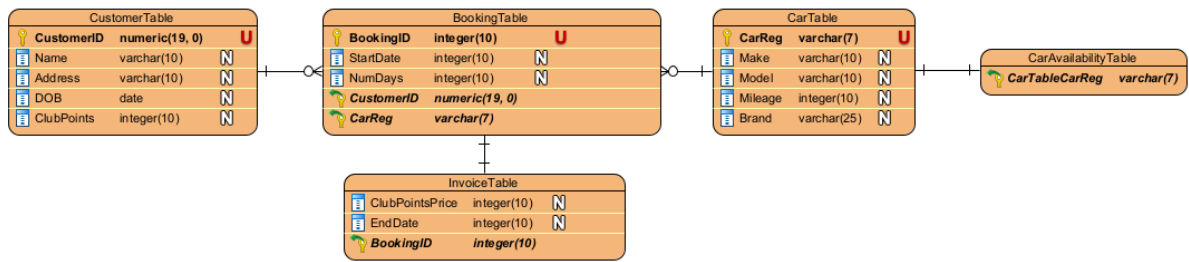 CustomerTable
CustomerID numeric(19, 0) U
Name varchar(10) N
Address varchar(10) N
DOB date N
ClubPoints integer(10) N
BookingTable
BookingID integer(10) U
StartDate integer(10) N
NumDays integer(10) N
CustomerID numeric(19, 0)
CarReg varchar(7)
CarTable
CarReg varchar(7) U
Make varchar(10) N
Model varchar(10) N
Mileage integer(10) N
Brand varchar(25) N
CarAvailabilityTable
CarTableCarReg varchar(7)
InvoiceTable
ClubPointsPrice integer(10) N
EndDate integer(10) N
BookingID integer(10)